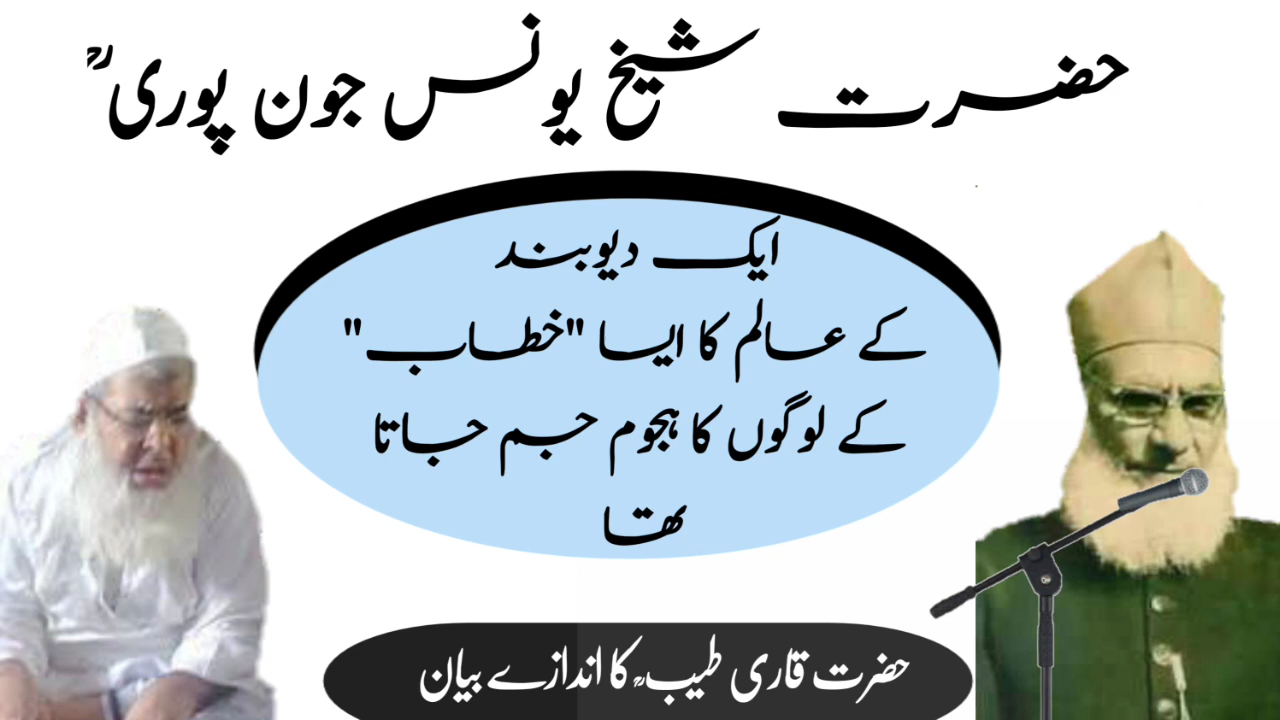 حضرت شیخ یونس جون پوری ؒ
ایک دیوبند
کے عالم کا ایسا "خطاب"
کے لوگوں کا ہجوم جم جاتا
تھا
حضرت قاری طیب ؒ کا اندازے بیان